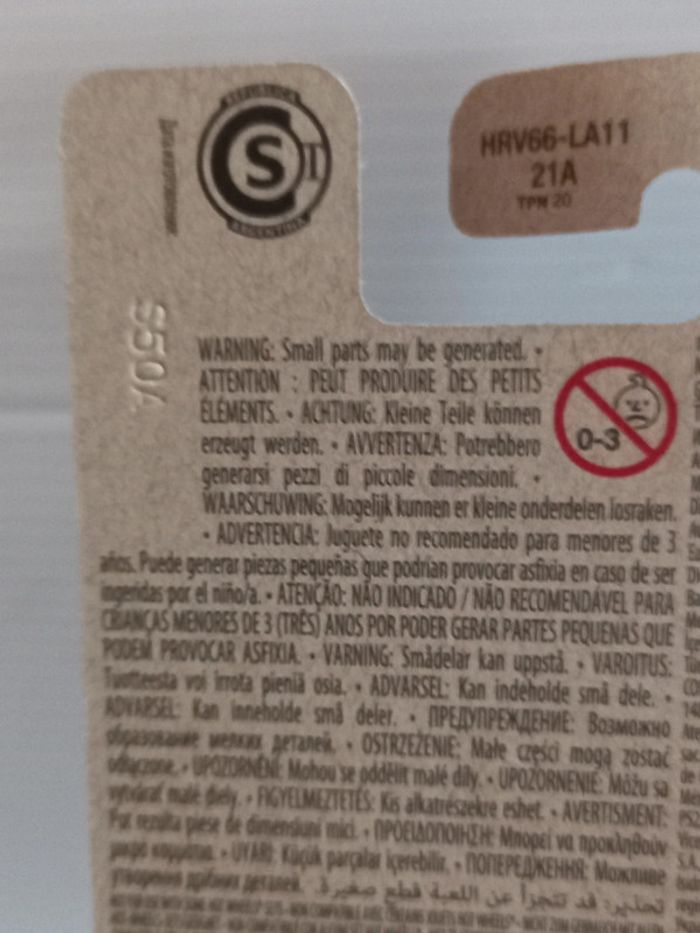 HRV66-LA11
21A
TPM 20
S
I
ARGENTINA
S50A
WARNING: Small parts may be generated. •
ATTENTION : PEUT PRODUIRE DES PETITS
ÉLÉMENTS. • ACHTUNG: Kleine Teile können
erzeugt werden. • AVVERTENZA: Potrebbero
generarsi pezzi di piccole dimensioni. •
WAARSCHUWING: Mogelijk kunnen er kleine onderdelen losraken.
• ADVERTENCIA: Juguete no recomendado para menores de 3
años. Puede generar piezas pequeñas que podrían provocar asfixia en caso de ser
ingeridas por el niño/a. • ATENÇÃO: NÃO INDICADO / NÃO RECOMENDÁVEL PARA
CRIANÇAS MENORES DE 3 (TRÊS) ANOS POR PODER GERAR PARTES PEQUENAS QUE
PODEM PROVOCAR ASFIXIA. • VARNING: Smådelar kan uppstå. • VAROITUS:
Tuotteesta voi irrota pieniä osia. • ADVARSEL: Kan indeholde små dele. •
ADVARSEL: Kan inneholde små deler. • ПРЕДУПРЕЖДЕНИЕ: Возможно
образование мелких деталей. • OSTRZEŻENIE: Małe części mogą zostać
odłączone. • UPOZORNĚNÍ: Mohou se oddělit malé díly. • UPOZORNENIE: Môžu sa
vytvárať malé diely. • FIGYELMEZTETÉS: Kis alkatrészekre eshet. • AVERTISMENT:
Pot rezulta piese de dimensiuni mici. • ΠΡΟΕΙΔΟΠΟΙΗΣΗ: Μπορεί να προκληθούν
μικρά κομμάτια. • UYARI: Küçük parçalar içerebilir. • ПОПЕРЕДЖЕННЯ: Можливе
утворення дрібних деталей. تحذير: قد تتجزأ عن اللعبة قطع صغيرة.
0-3